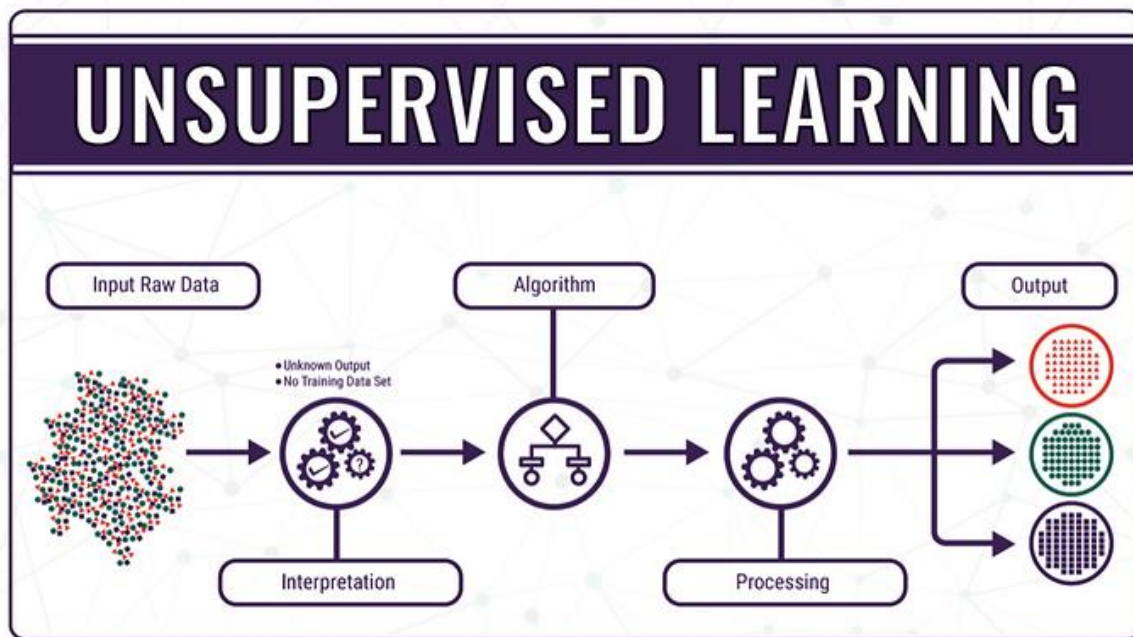 UNSUPERVISED LEARNING
Input Raw Data
Algorithm
Output
• Unknown Output
• No Training Data Set
?
Interpretation
Processing